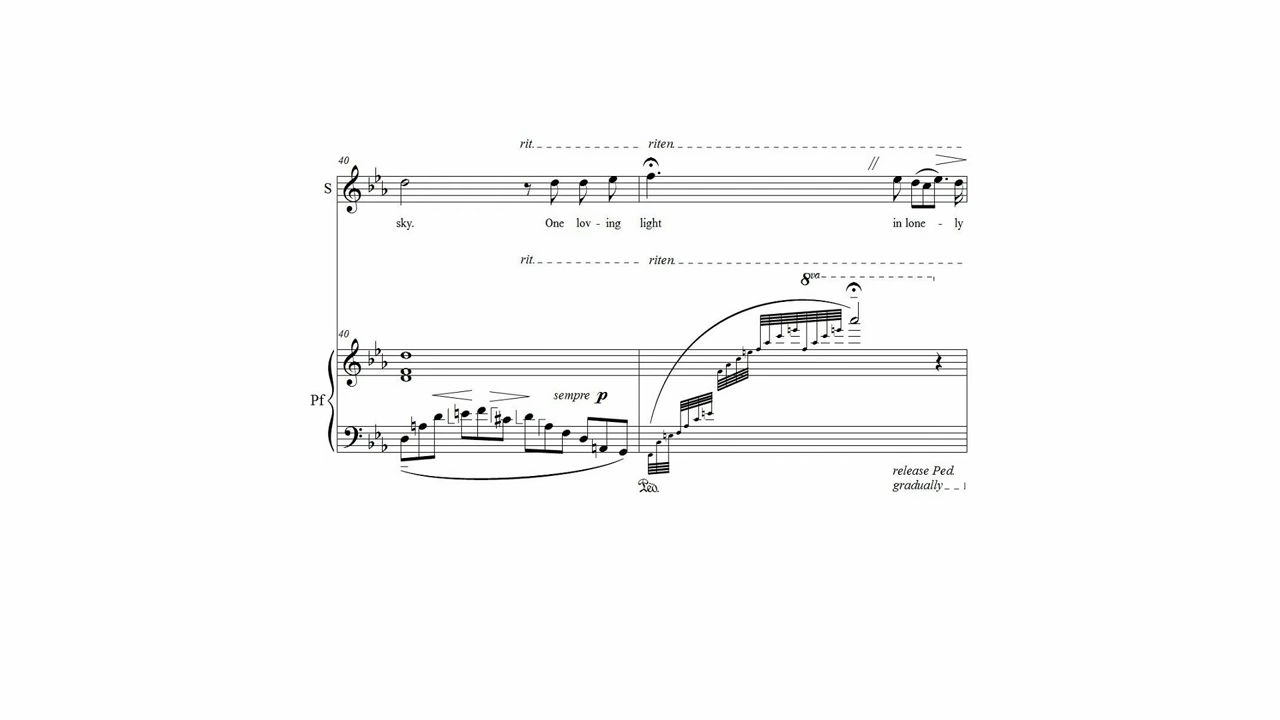 rit. riten.
40
S
sky. One lov - ing light in lone - ly
rit. riten.
8va
40
Pf
sempre p
release Ped.
Ped. gradually